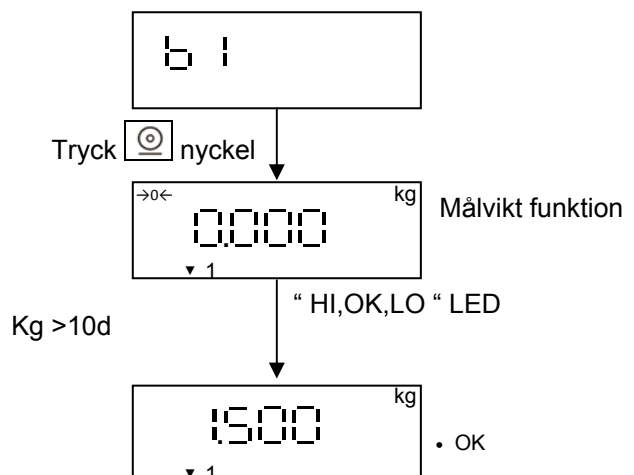 b 1
Tryck nyckel
→0← kg
0.000
▼ 1
Målvikt funktion
“ HI,OK,LO “ LED
Kg >10d
kg
1.500
▼ 1
• OK